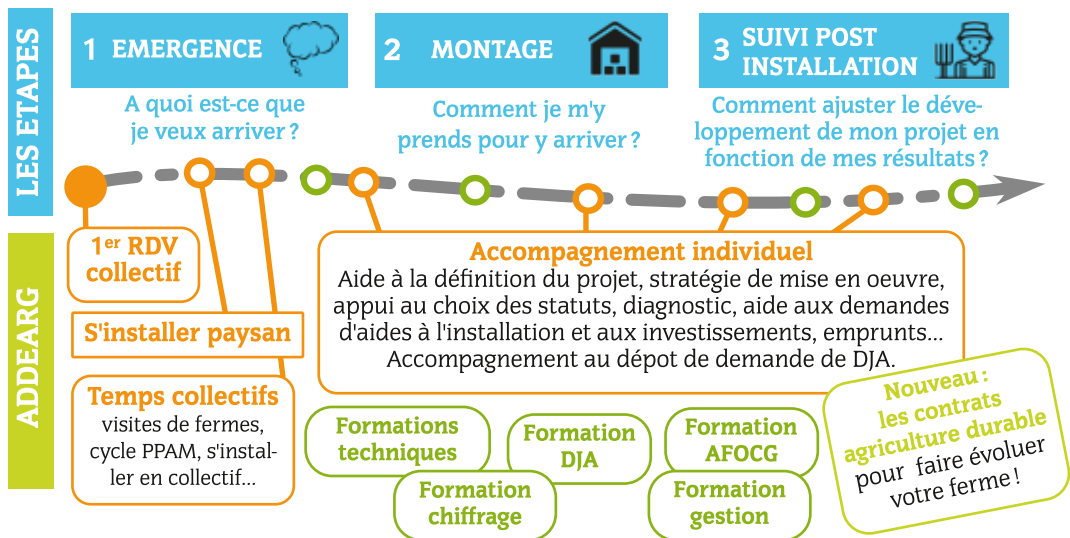 LES ETAPES
1 EMERGENCE
2 MONTAGE
3 SUIVI POST
INSTALLATION
A quoi est-ce que
je veux arriver ?
Comment je m'y
prends pour y arriver ?
Comment ajuster le déve-
loppement de mon projet en
fonction de mes résultats ?
ADDEARG
1er RDV
collectif
S'installer paysan
Temps collectifs
visites de fermes,
cycle PPAM, s'instal-
ler en collectif...
Accompagnement individuel
Aide à la définition du projet, stratégie de mise en oeuvre,
appui au choix des statuts, diagnostic, aide aux demandes
d'aides à l'installation et aux investissements, emprunts...
Accompagnement au dépot de demande de DJA.
Formations
techniques
Formation
chiffrage
Formation
DJA
Formation
AFOCG
Formation
gestion
Nouveau :
les contrats
agriculture durable
pour faire évoluer
votre ferme !